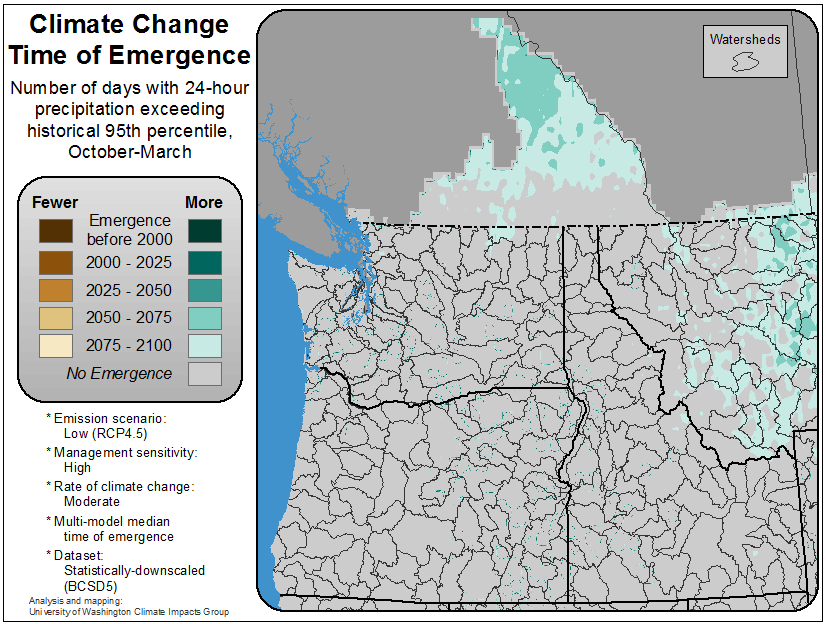 Climate Change
Time of Emergence
Number of days with 24-hour
precipitation exceeding
historical 95th percentile,
October-March
Fewer More
Emergence
before 2000
2000 - 2025
2025 - 2050
2050 - 2075
2075 - 2100
No Emergence
* Emission scenario:
Low (RCP4.5)
* Management sensitivity:
High
* Rate of climate change:
Moderate
* Multi-model median
time of emergence
* Dataset:
Statistically-downscaled
(BCSD5)
Analysis and mapping:
University of Washington Climate Impacts Group
Watersheds